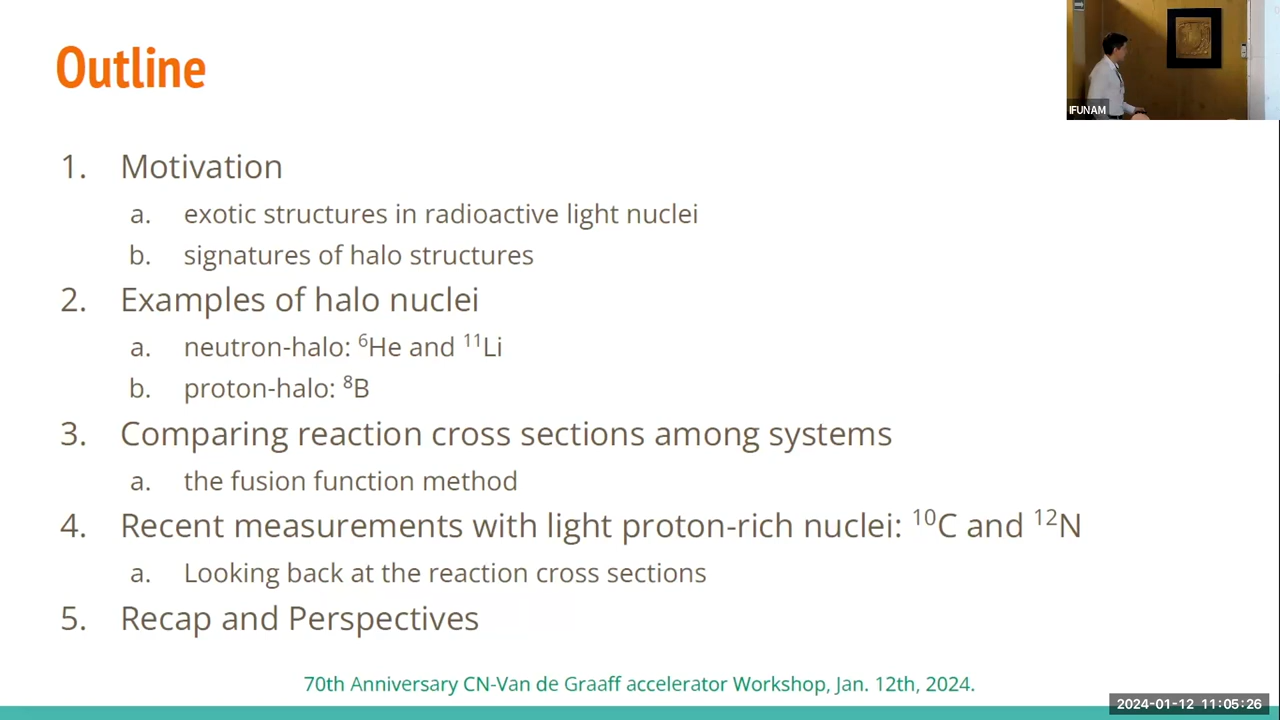 Outline
IFUNAM
1. Motivation
a. exotic structures in radioactive light nuclei
b. signatures of halo structures
2. Examples of halo nuclei
a. neutron-halo: ⁶He and ¹¹Li
b. proton-halo: ⁸B
3. Comparing reaction cross sections among systems
a. the fusion function method
4. Recent measurements with light proton-rich nuclei: ¹⁰C and ¹²N
a. Looking back at the reaction cross sections
5. Recap and Perspectives
70th Anniversary CN-Van de Graaff accelerator Workshop, Jan. 12th, 2024.
2024-01-12 11:05:26